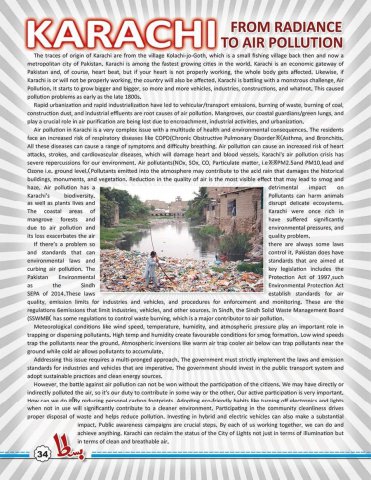 KARACHI FROM RADIANCE
TO AIR POLLUTION
The traces of origin of Karachi are from the village Kolachi-jo-Goth, which is a small fishing village back then and now a
metropolitan city of Pakistan, Karachi is among the fastest growing cities in the world. Karachi is an economic gateway of
Pakistan and, of course, heart beat, but if your heart is not properly working, the whole body gets affected. Likewise, if
Karachi is or will not be properly working, the country will also be affected, Karachi is battling with a monstrous challenge, Air
Pollution, It starts to grow bigger and bigger, so more and more vehicles, industries, constructions, and whatnot, This caused
pollution problems as early as the late 1800s.
Rapid urbanization and rapid industrialization have led to vehicular/transport emissions, burning of waste, burning of coal,
construction dust, and industrial effluents are root causes of air pollution. Mangroves, our coastal guardians/green lungs, and
play a crucial role in air purification are being lost due to encroachment, industrial activities, and urbanization.
Air pollution in Karachi is a very complex issue with a multitude of health and environmental consequences. The residents
face an increased risk of respiratory diseases like COPD(Chronic Obstructive Pulmonary Disorder),Asthma, and Bronchitis.
All these diseases can cause a range of symptoms and difficulty breathing. Air pollution can cause an increased risk of heart
attacks, strokes, and cardiovascular diseases, which will damage heart and blood vessels, Karachi's air pollution crisis has
severe repercussions for our environment. Air pollutants(NOx, SOx, CO, Particulate matter,
PM2.5and PM10,lead and
Ozone i.e. ground level,f.Pollutants emitted into the atmosphere may contribute to the acid rain that damages the historical
buildings, monuments, and vegetation. Reduction in the quality of air is the most visible effect that may lead to smog and
haze, Air pollution has a detrimental impact on
Karachi's biodiversity, Pollutants can harm animals
as well as plants lives and disrupt delicate ecosystems,
The coastal areas of Karachi were once rich in
mangrove forests and have suffered significantly
due to air pollution and environmental pressures, and
its loss exacerbates the air quality problem.
If there's a problem so there are always some laws
and standards that can control it, Pakistan does have
environmental laws and standards that are aimed at
curbing air pollution, The key legislation includes the
Pakistan Environmental Protection Act of 1997,such
as the Sindh Environmental Protection Act
SEPA of 2014,These laws establish standards for air
quality, emission limits for industries and vehicles, and procedures for enforcement and monitoring. These are the
regulations &emissions that limit industries, vehicles, and other sources. In Sindh, the Sindh Solid Waste Management Board
(SSWMB( has some regulations to control waste burning, which is a major contributor to air pollution.
Meteorological conditions like wind speed, temperature, humidity, and atmospheric pressure play an important role in
trapping or dispersing pollutants, High temp and humidity create favourable conditions for smog formation, Low wind speeds
trap the pollutants near the ground, Atmospheric inversions like warm air trap cooler air below can trap pollutants near the
ground while cold air allows pollutants to accumulate.
Addressing this issue requires a multi-pronged approach, The government must strictly implement the laws and emission
standards for industries and vehicles that are imperative, The government should invest in the public transport system and
adopt sustainable practices and clean energy sources.
However, the battle against air pollution can not be won without the participation of the citizens, We may have directly or
indirectly polluted the air, so it's our duty to contribute in some way or the other, Our active participation is very important,
How can we do it?By reducing personal carbon footprints, Adopting eco-friendly habits like turning off electronics and lights
when not in use will significantly contribute to a cleaner environment, Participating in the community cleanliness drives
proper disposal of waste and helps reduce pollution, Investing in hybrid and electric vehicles can also make a substantial
impact, Public awareness campaigns are crucial steps, By each of us working together, we can do and
achieve anything. Karachi can reclaim the status of the City of Lights not just in terms of illumination but
in terms of clean and breathable air.
34